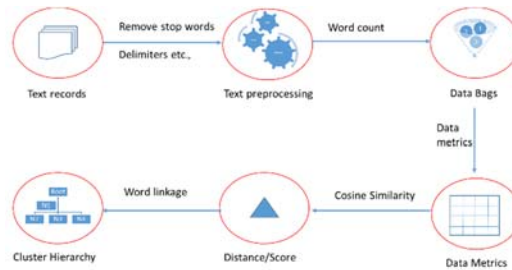 Remove stop words
Word count
Delimiters etc.,
Text records
Text preprocessing
Data Bags
Data
metrics
Word linkage
Cosine Similarity
Root
Cluster Hierarchy
Distance/Score
Data Metrics